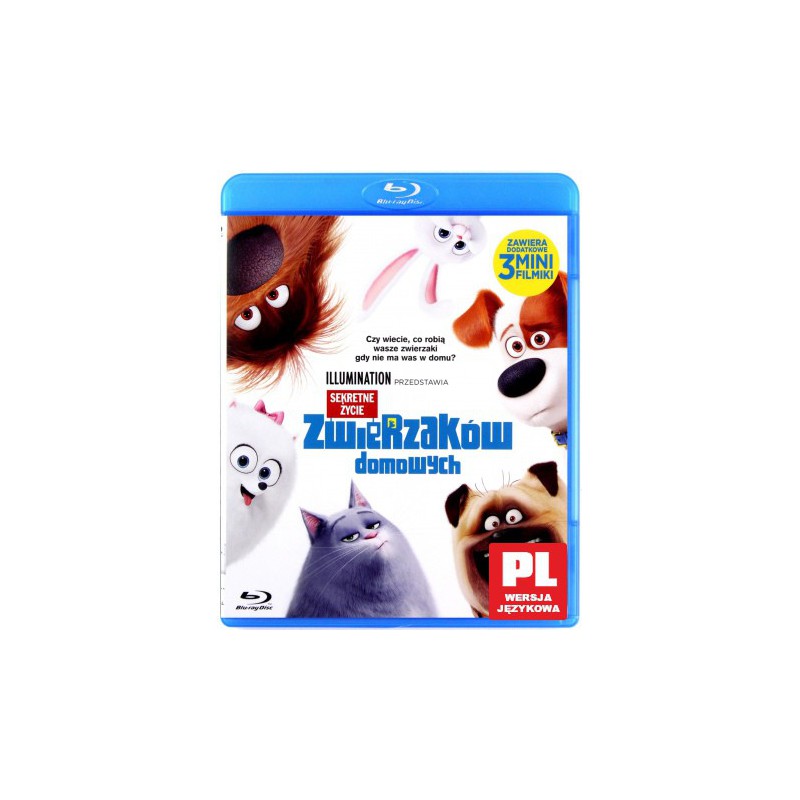 Blu-ray Disc
ZAWIERA
DODATKOWE
3 MINI
FILMIKI
Czy wiecie, co robią
wasze zwierzaki
gdy nie ma was w domu?
ILLUMINATION PRZEDSTAWIA
SEKRETNE
ŻYCIE
ZWIERZAKÓW
domowych
PL
WERSJA
JĘZYKOWA
Blu-ray Disc